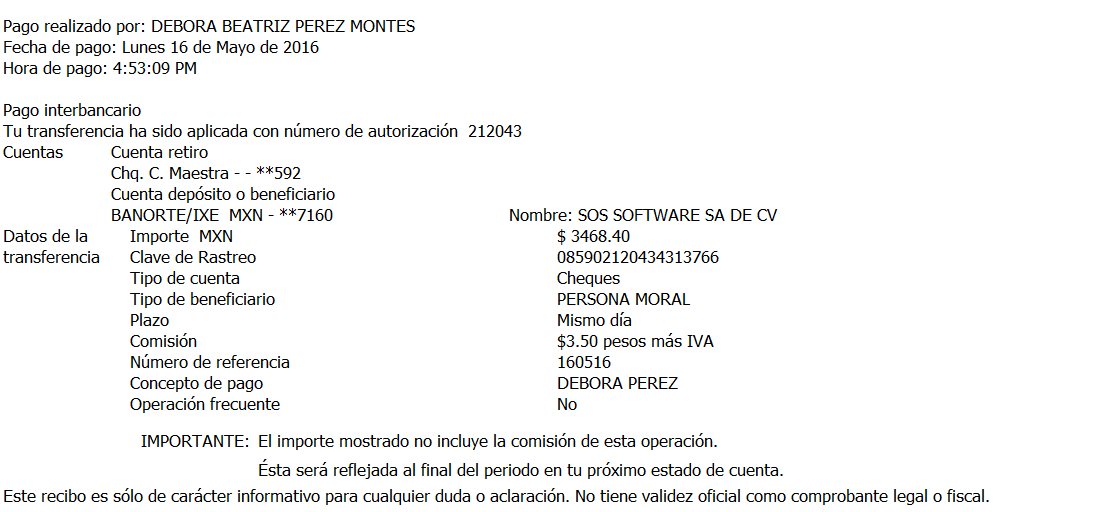 Pago realizado por: DEBORA BEATRIZ PEREZ MONTES
Fecha de pago: Lunes 16 de Mayo de 2016
Hora de pago: 4:53:09 PM
Pago interbancario
Tu transferencia ha sido aplicada con número de autorización 212043
Cuentas Cuenta retiro
Chq. C. Maestra - - **592
Cuenta depósito o beneficiario
BANORTE/IXE MXN - **7160 Nombre: SOS SOFTWARE SA DE CV
Datos de la Importe MXN $ 3468.40
transferencia Clave de Rastreo 085902120434313766
Tipo de cuenta Cheques
Tipo de beneficiario PERSONA MORAL
Plazo Mismo día
Comisión $3.50 pesos más IVA
Número de referencia 160516
Concepto de pago DEBORA PEREZ
Operación frecuente No
IMPORTANTE: El importe mostrado no incluye la comisión de esta operación.
Ésta será reflejada al final del periodo en tu próximo estado de cuenta.
Este recibo es sólo de carácter informativo para cualquier duda o aclaración. No tiene validez oficial como comprobante legal o fiscal.